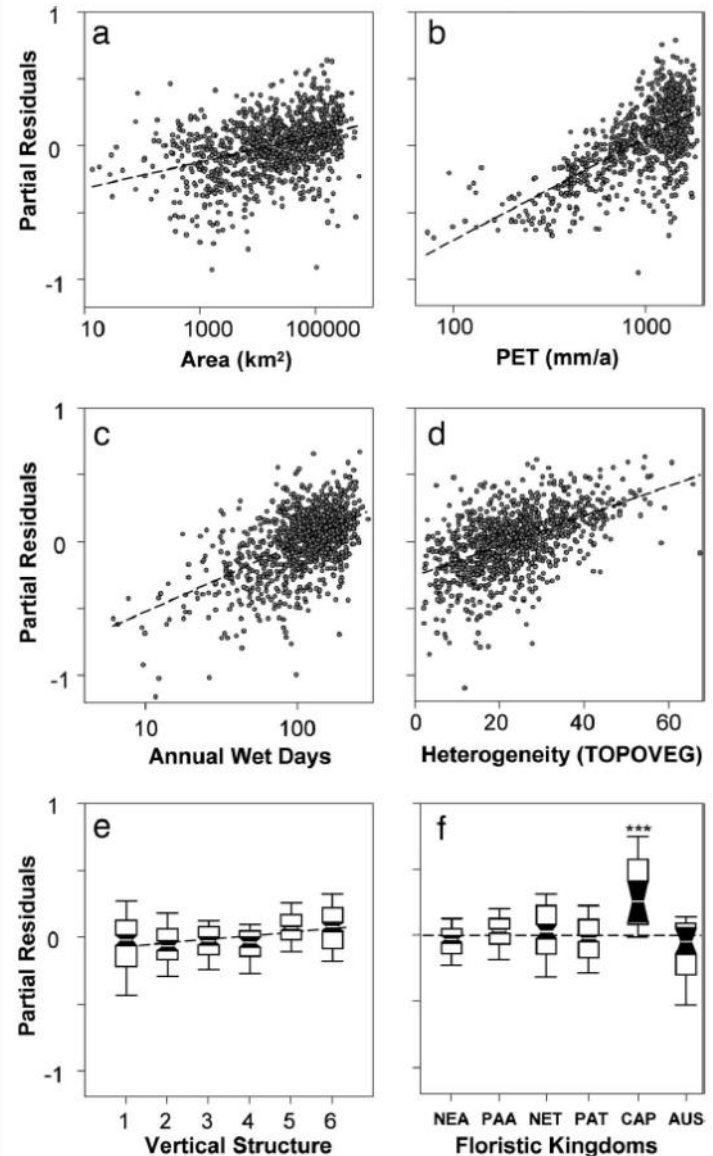 1
a
b
Partial Residuals
0
-1
10
1000
100000
100
1000
Area (km²)
PET (mm/a)
1
c
d
Partial Residuals
0
-1
10
100
0
20
40
60
Annual Wet Days
Heterogeneity (TOPOVEG)
1
e
f
***
Partial Residuals
0
-1
1 2 3 4 5 6
NEA PAA NET PAT CAP AUS
Vertical Structure
Floristic Kingdoms